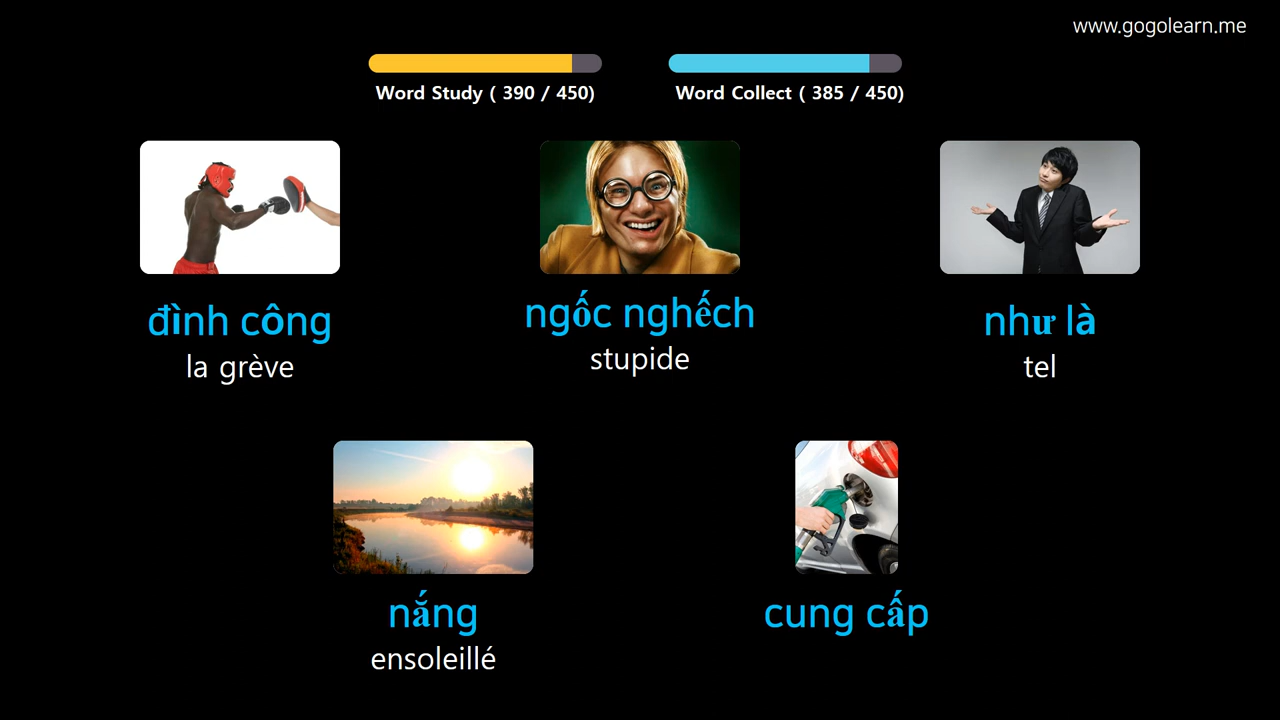 www.gogolearn.me
Word Study ( 390 / 450)
Word Collect ( 385 / 450)
đình công
la grève
ngốc nghếch
stupide
như là
tel
nắng
ensoleillé
cung cấp